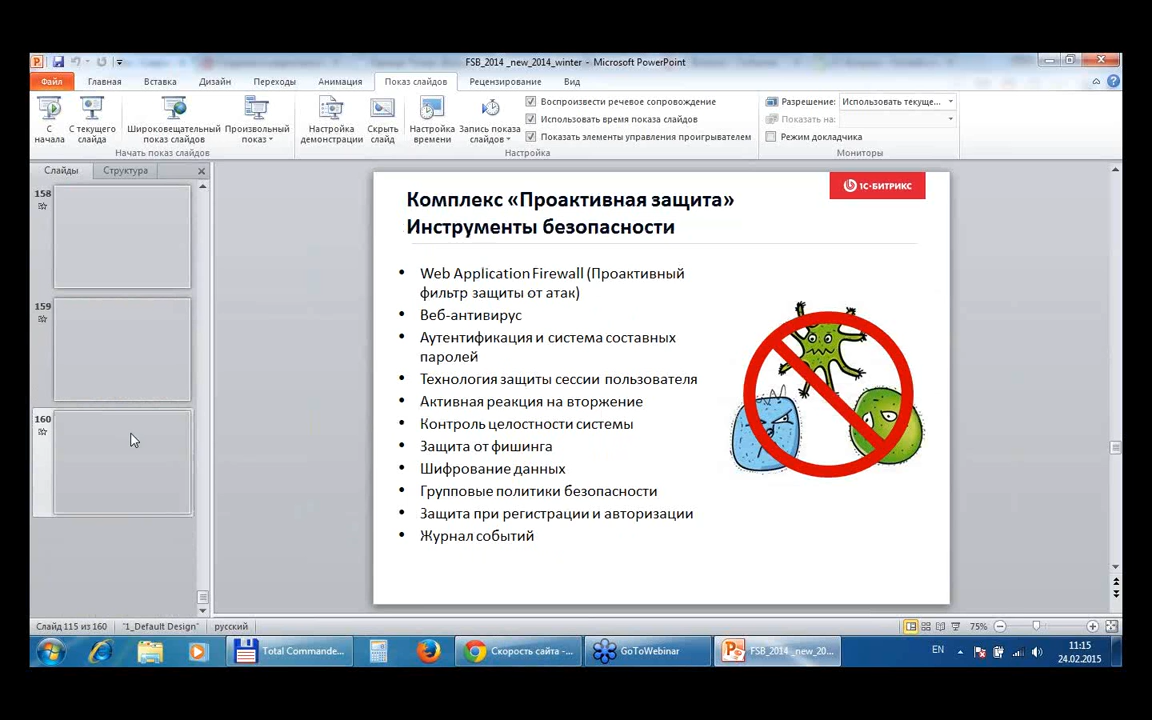 FSB_2014 _new_2014_winter - Microsoft PowerPoint
Файл Главная Вставка Дизайн Переходы Анимация Показ слайдов Рецензирование Вид
С начала
С текущего слайда
Широковещательный показ слайдов
Произвольный показ
Начать показ слайдов
Настройка демонстрации
Скрыть слайд
Настройка времени
Запись показа слайдов
Воспроизвести речевое сопровождение
Использовать время показа слайдов
Показать элементы управления проигрывателем
Настройка
Разрешение: Использовать текуще...
Показать на:
Режим докладчика
Мониторы
Слайды Структура
158
159
160
1С-БИТРИКС
Комплекс «Проактивная защита»
Инструменты безопасности
• Web Application Firewall (Проактивный
фильтр защиты от атак)
• Веб-антивирус
• Аутентификация и система составных
паролей
• Технология защиты сессии пользователя
• Активная реакция на вторжение
• Контроль целостности системы
• Защита от фишинга
• Шифрование данных
• Групповые политики безопасности
• Защита при регистрации и авторизации
• Журнал событий
Слайд 115 из 160 "1_Default Design" русский 75%
Total Commande... Скорость сайта -... GoToWebinar FSB_2014 _new_20... EN 11:15
24.02.2015